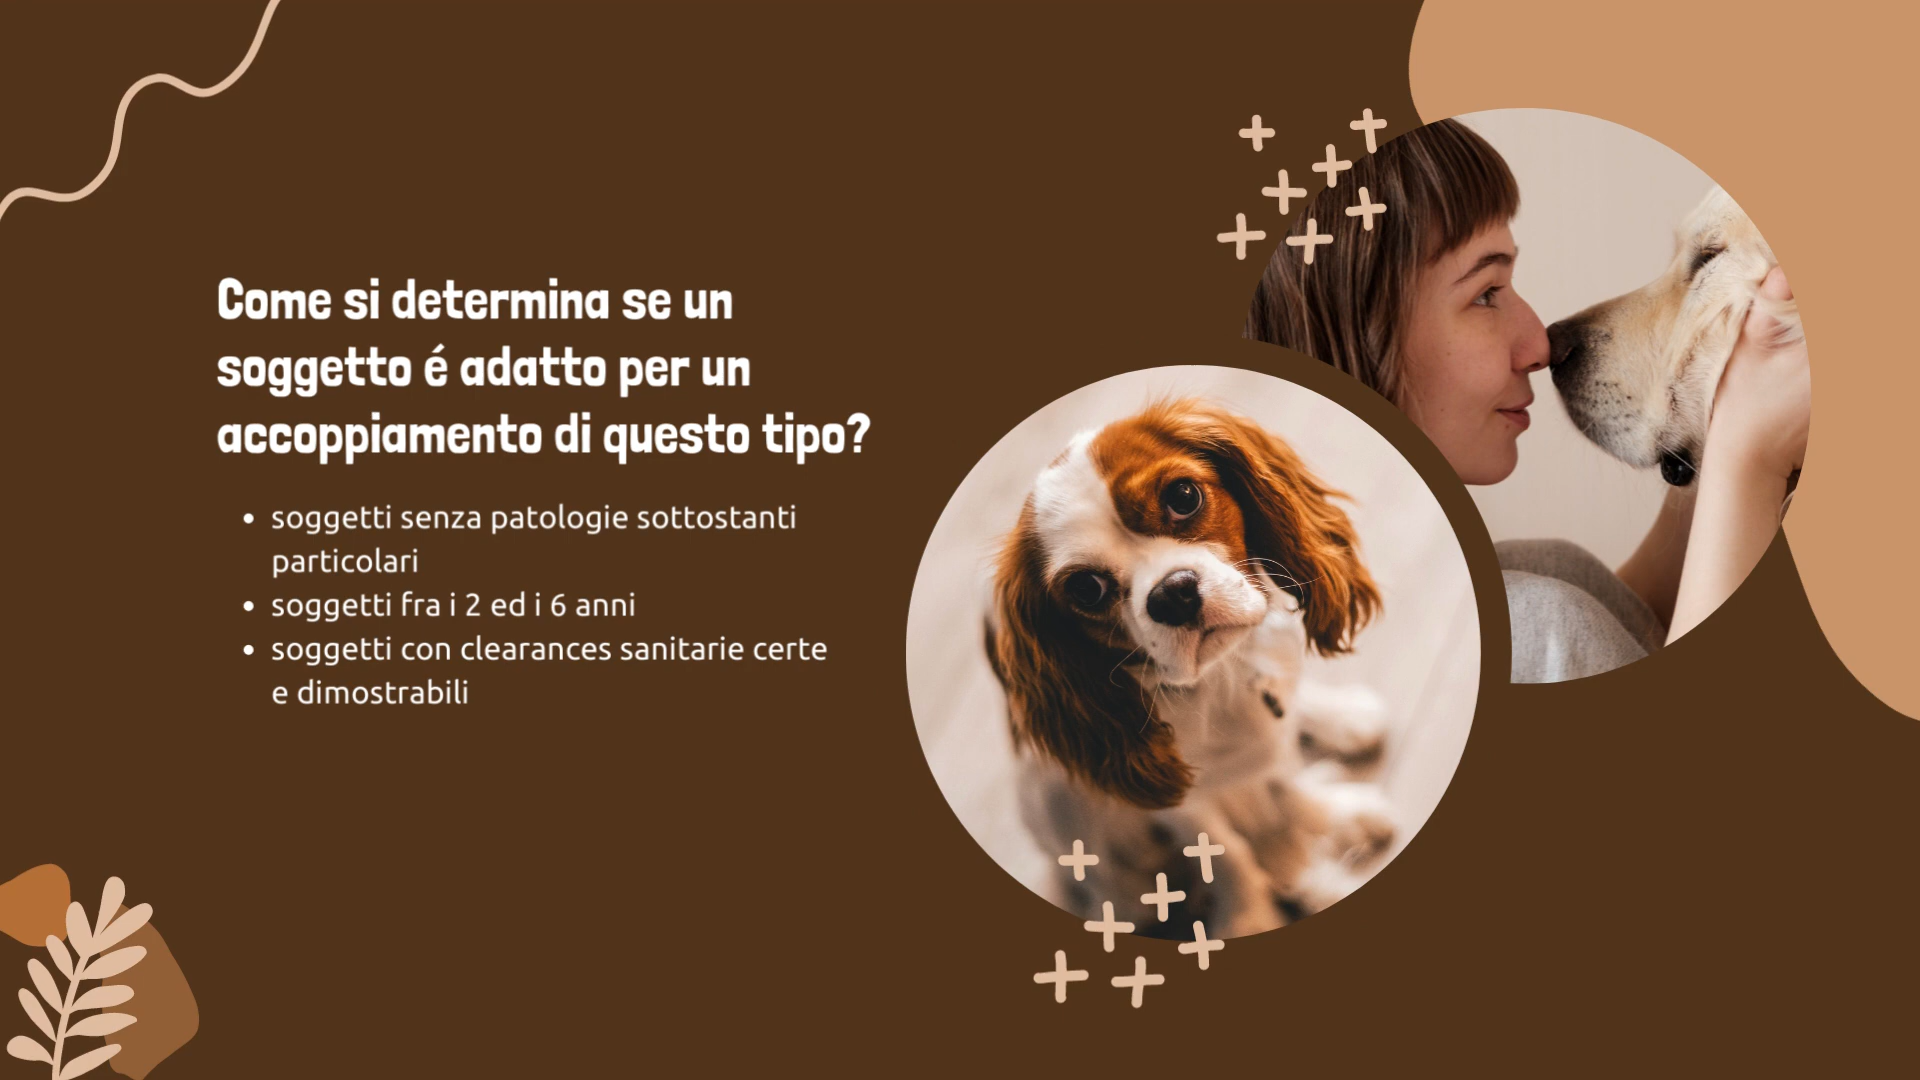 Come si determina se un
soggetto é adatto per un
accoppiamento di questo tipo?
• soggetti senza patologie sottostanti
particolari
• soggetti fra i 2 ed i 6 anni
• soggetti con clearances sanitarie certe
e dimostrabili